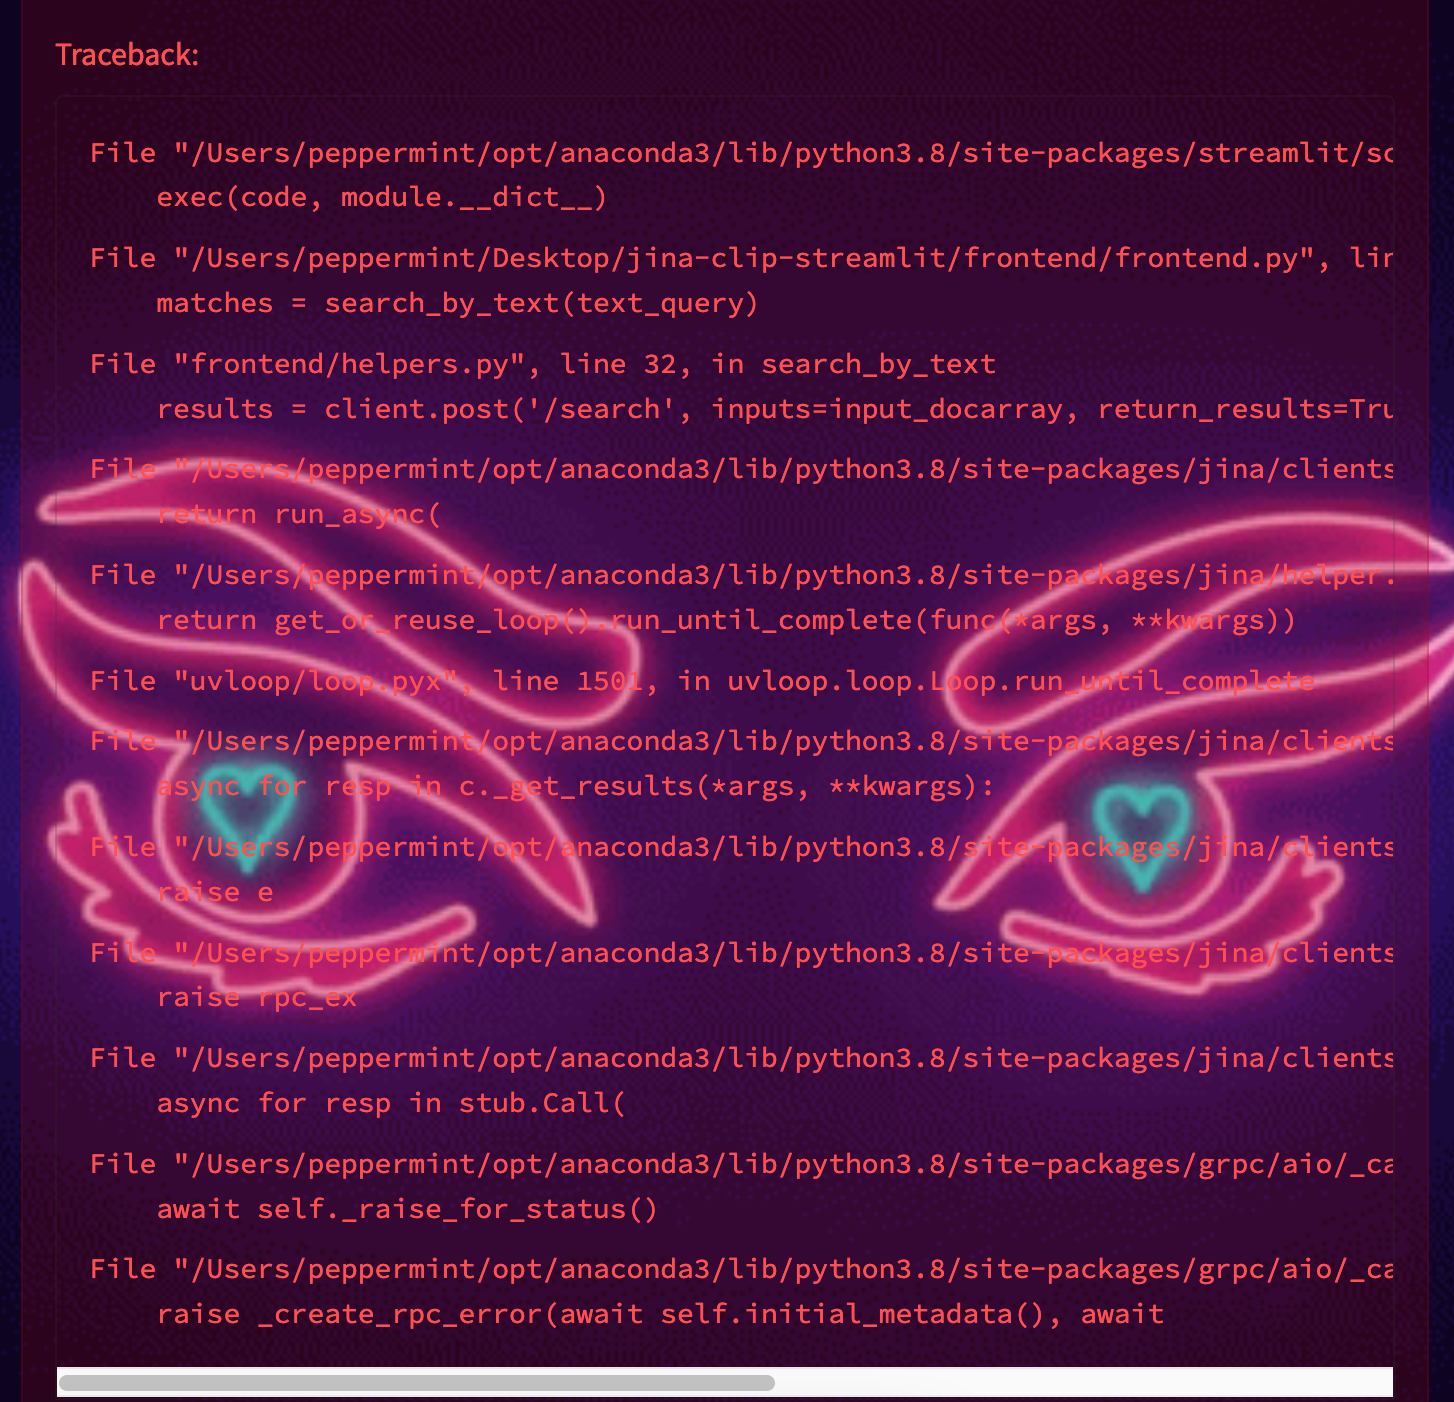 Traceback:
File "/Users/peppermint/opt/anaconda3/lib/python3.8/site-packages/streamlit/sc
exec(code, module.__dict__)
File "/Users/peppermint/Desktop/jina-clip-streamlit/frontend/frontend.py", lin
matches = search_by_text(text_query)
File "frontend/helpers.py", line 32, in search_by_text
results = client.post('/search', inputs=input_docarray, return_results=Tru
File "/Users/peppermint/opt/anaconda3/lib/python3.8/site-packages/jina/clients
return run_async(
File "/Users/peppermint/opt/anaconda3/lib/python3.8/site-packages/jina/helper.
return get_or_reuse_loop().run_until_complete(func(*args, **kwargs))
File "uvloop/loop.pyx", line 1501, in uvloop.loop.Loop.run_until_complete
File "/Users/peppermint/opt/anaconda3/lib/python3.8/site-packages/jina/clients
async for resp in c._get_results(*args, **kwargs):
File "/Users/peppermint/opt/anaconda3/lib/python3.8/site-packages/jina/clients
raise e
File "/Users/peppermint/opt/anaconda3/lib/python3.8/site-packages/jina/clients
raise rpc_ex
File "/Users/peppermint/opt/anaconda3/lib/python3.8/site-packages/jina/clients
async for resp in stub.Call(
File "/Users/peppermint/opt/anaconda3/lib/python3.8/site-packages/grpc/aio/_ca
await self._raise_for_status()
File "/Users/peppermint/opt/anaconda3/lib/python3.8/site-packages/grpc/aio/_ca
raise _create_rpc_error(await self.initial_metadata(), await